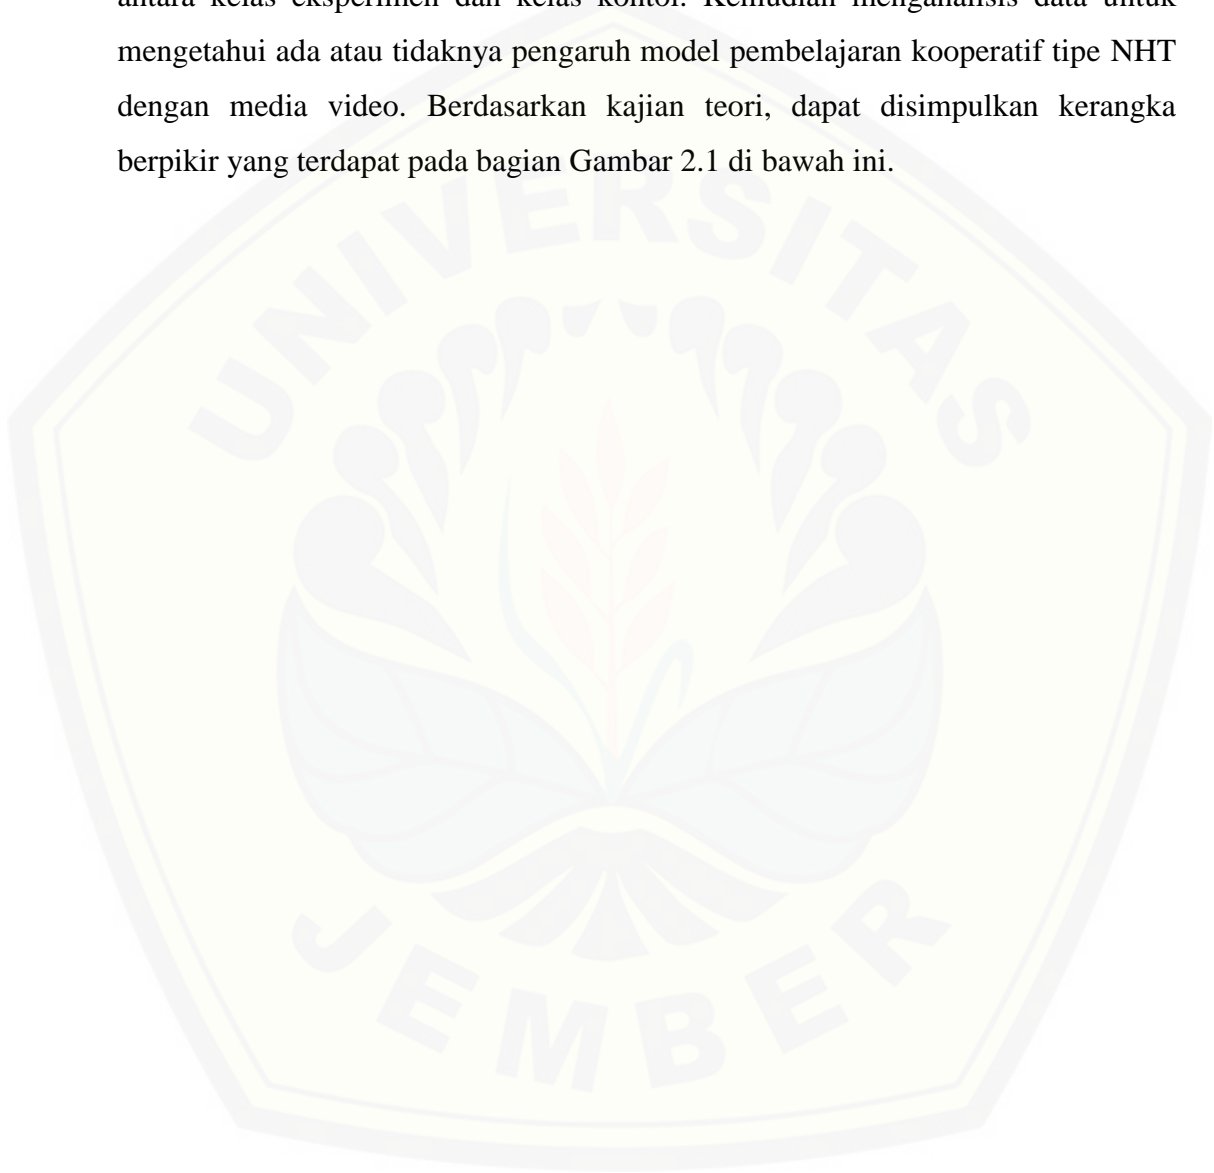 antara kelas eksperimen dan kelas kontol. Kemudian menganalisis data untuk
mengetahui ada atau tidaknya pengaruh model pembelajaran kooperatif tipe NHT
dengan media video. Berdasarkan kajian teori, dapat disimpulkan kerangka
berpikir yang terdapat pada bagian Gambar 2.1 di bawah ini.
UNIVERSITAS
JEMBER